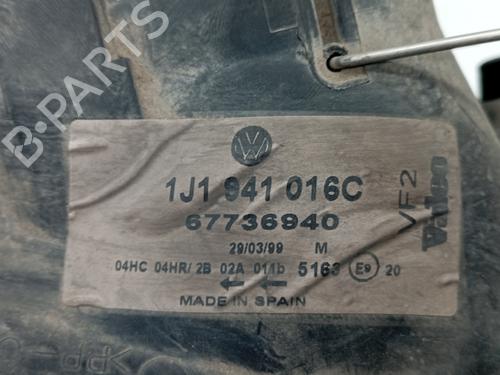 B-PARTS
1J1 941 016C
67736940
29/03/99 M
04HC 04HR/ 2B 02A 011b 5163 E9 20
MADE IN SPAIN
VF2
Valeo